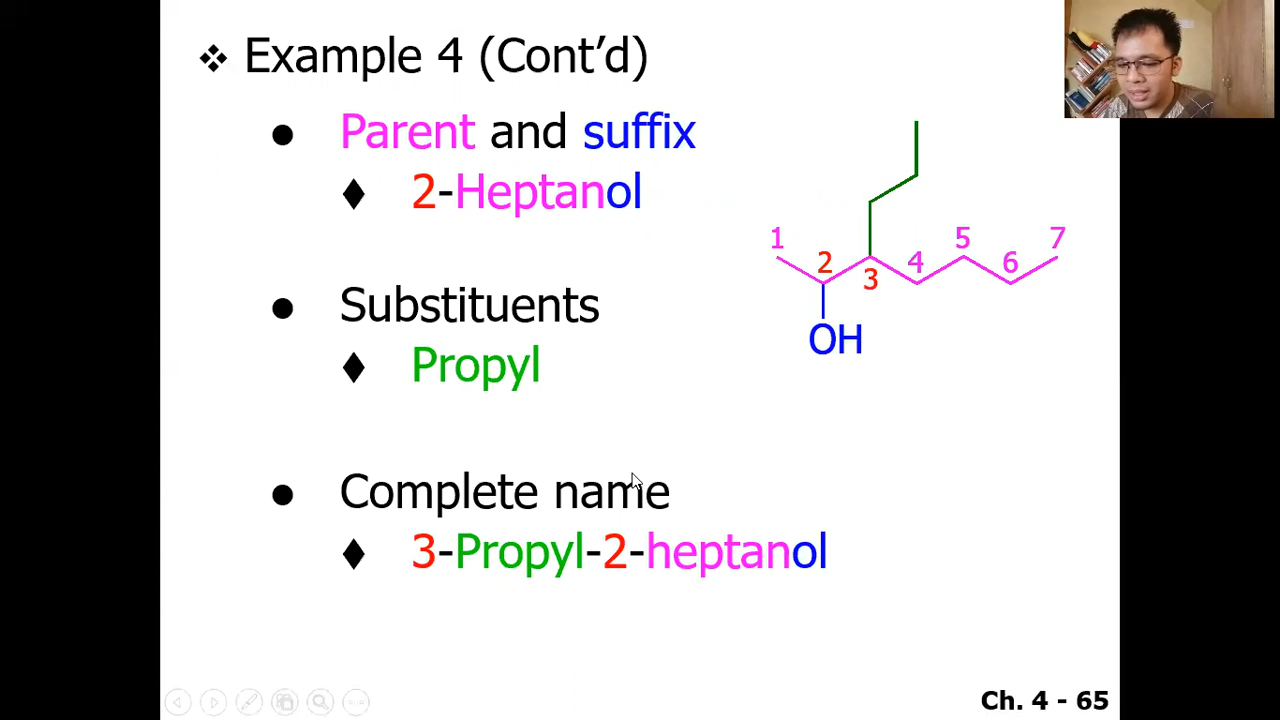 ❖ Example 4 (Cont’d)
● Parent and suffix
♦ 2-Heptanol
● Substituents
♦ Propyl
● Complete name
♦ 3-Propyl-2-heptanol
1 2 3 4 5 6 7
OH
Ch. 4 - 65